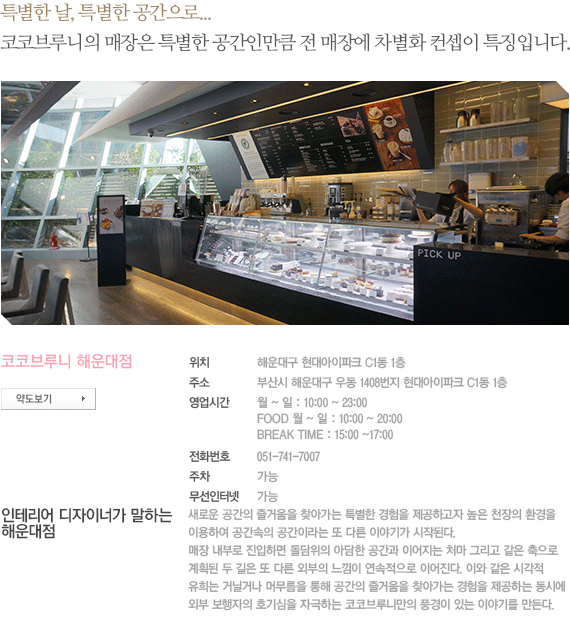 특별한 날, 특별한 공간으로...
코코브루니의 매장은 특별한 공간인만큼 전 매장에 차별화 컨셉이 특징입니다.
PICK UP
코코브루니 해운대점
약도보기
위치 해운대구 현대아이파크 C1동 1층
주소 부산시 해운대구 우동 1408번지 현대아이파크 C1동 1층
영업시간 월 ~ 일 : 10:00 ~ 23:00
FOOD 월 ~ 일 : 10:00 ~ 20:00
BREAK TIME : 15:00 ~17:00
전화번호 051-741-7007
주차 가능
무선인터넷 가능
인테리어 디자이너가 말하는
해운대점
새로운 공간의 즐거움을 찾아가는 특별한 경험을 제공하고자 높은 천장의 환경을
이용하여 공간속의 공간이라는 또 다른 이야기가 시작된다.
매장 내부로 진입하면 돌담위의 아담한 공간과 이어지는 처마 그리고 같은 축으로
계획된 두 길은 또 다른 외부의 느낌이 연속적으로 이어진다. 이와 같은 시각적
유희는 거닐거나 머무름을 통해 공간의 즐거움을 찾아가는 경험을 제공하는 동시에
외부 보행자의 호기심을 자극하는 코코브루니만의 풍경이 있는 이야기를 만든다.